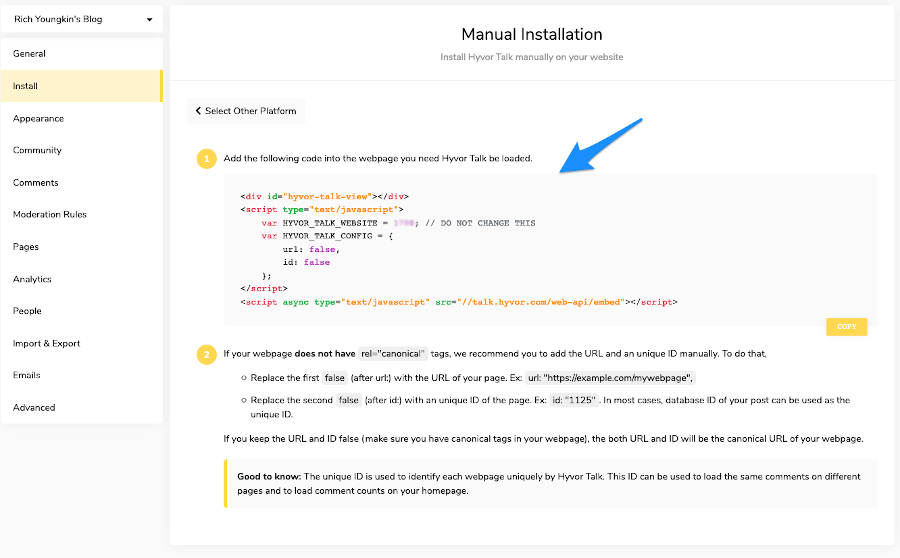 Rich Youngkin's Blog
General
Install
Appearance
Community
Comments
Moderation Rules
Pages
Analytics
People
Import & Export
Emails
Advanced
Manual Installation
Install Hyvor Talk manually on your website
Select Other Platform
1 Add the following code into the webpage you need Hyvor Talk be loaded.
<div id="hyvor-talk-view"></div>
<script type="text/javascript">
var HYVOR_TALK_WEBSITE = ; // DO NOT CHANGE THIS
var HYVOR_TALK_CONFIG = {
url: false,
id: false
};
</script>
<script async type="text/javascript" src="//talk.hyvor.com/web-api/embed"></script>
COPY
2 If your webpage does not have rel="canonical" tags, we recommend you to add the URL and an unique ID manually. To do that,
Replace the first false (after url:) with the URL of your page. Ex: url: "https://example.com/mywebpage",
Replace the second false (after id:) with an unique ID of the page. Ex: id: "1125" . In most cases, database ID of your post can be used as the
unique ID.
If you keep the URL and ID false (make sure you have canonical tags in your webpage), the both URL and ID will be the canonical URL of your webpage.
Good to know: The unique ID is used to identify each webpage uniquely by Hyvor Talk. This ID can be used to load the same comments on different
pages and to load comment counts on your homepage.